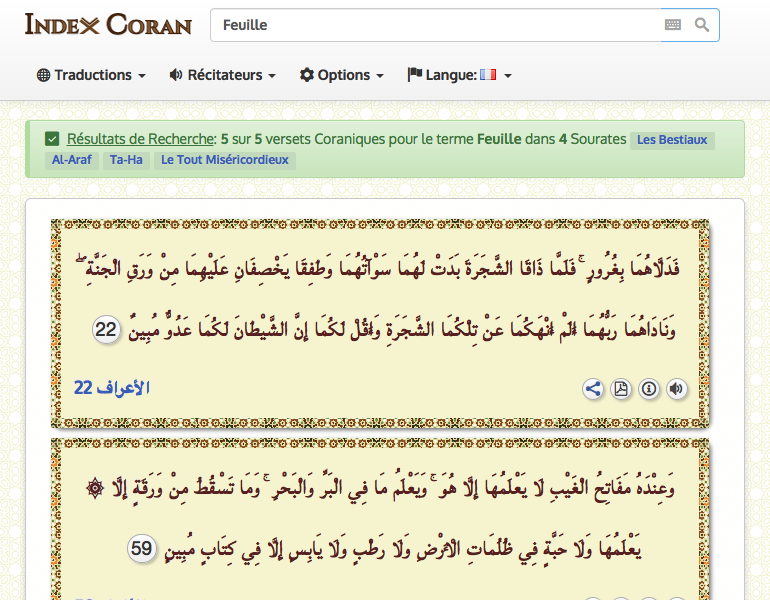 INDEX CORAN
Feuille
Traductions
Récitateurs
Options
Langue:
Résultats de Recherche: 5 sur 5 versets Coraniques pour le terme Feuille dans 4 Sourates Les Bestiaux
Al-Araf Ta-Ha Le Tout Miséricordieux
فَدَلَّاهُمَا بِغُرُورٍ ۚ فَلَمَّا ذَاقَا الشَّجَرَةَ بَدَتْ لَهُمَا سَوْآتُهُمَا وَطَفِقَا يَخْصِفَانِ عَلَيْهِمَا مِنْ وَرَقِ الْجَنَّةِ ۖ
وَنَادَاهُمَا رَبُّهُمَا أَلَمْ أَنْهَكُمَا عَنْ تِلْكُمَا الشَّجَرَةِ وَأَقُلْ لَكُمَا إِنَّ الشَّيْطَانَ لَكُمَا عَدُوٌّ مُبِينٌ 22
الأعراف 22
وَعِنْدَهُ مَفَاتِحُ الْغَيْبِ لَا يَعْلَمُهَا إِلَّا هُوَ ۚ وَيَعْلَمُ مَا فِي الْبَرِّ وَالْبَحْرِ ۚ وَمَا تَسْقُطُ مِنْ وَرَقَةٍ إِلَّا ۞
يَعْلَمُهَا وَلَا حَبَّةٍ فِي ظُلُمَاتِ الْأَرْضِ وَلَا رَطْبٍ وَلَا يَابِسٍ إِلَّا فِي كِتَابٍ مُبِينٍ 59